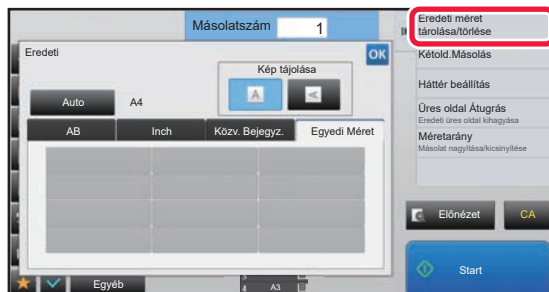 Másolatszám
1
Eredeti
OK
Kép tájolása
A
A
Auto
A4
AB
Inch
Közv. Bejegyz.
Egyedi Méret
Egyéb
4
A3
Eredeti méret
tárolása/törlése
Kétold.Másolás
Háttér beállítás
Üres oldal Átugrás
Eredeti üres oldal kihagyása
Méretarány
Másolat nagyítása/kicsinyítése
Előnézet
CA
Start